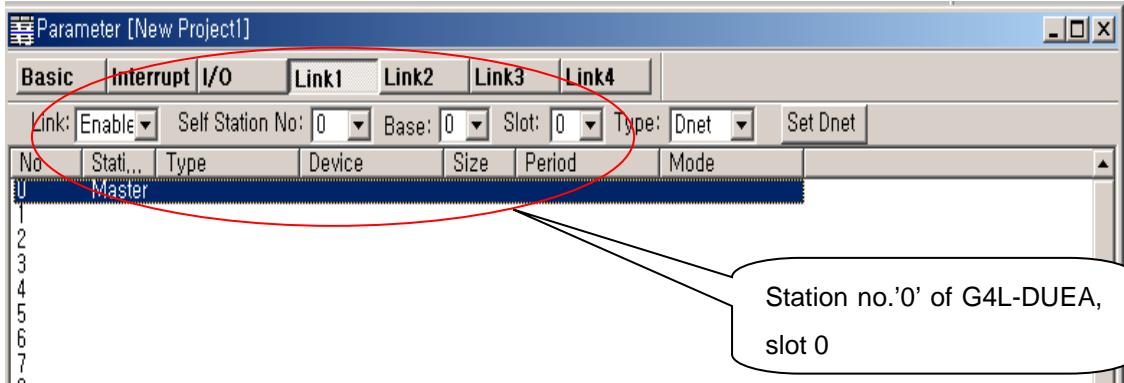 Parameter [New Project1]
Basic Interrupt I/O Link1 Link2 Link3 Link4
Link: Enable Self Station No: 0 Base: 0 Slot: 0 Type: Dnet Set Dnet
No Stati... Type Device Size Period Mode
0 Master
1
2
3
4
5
6
7
Station no.'0' of G4L-DUEA,
slot 0